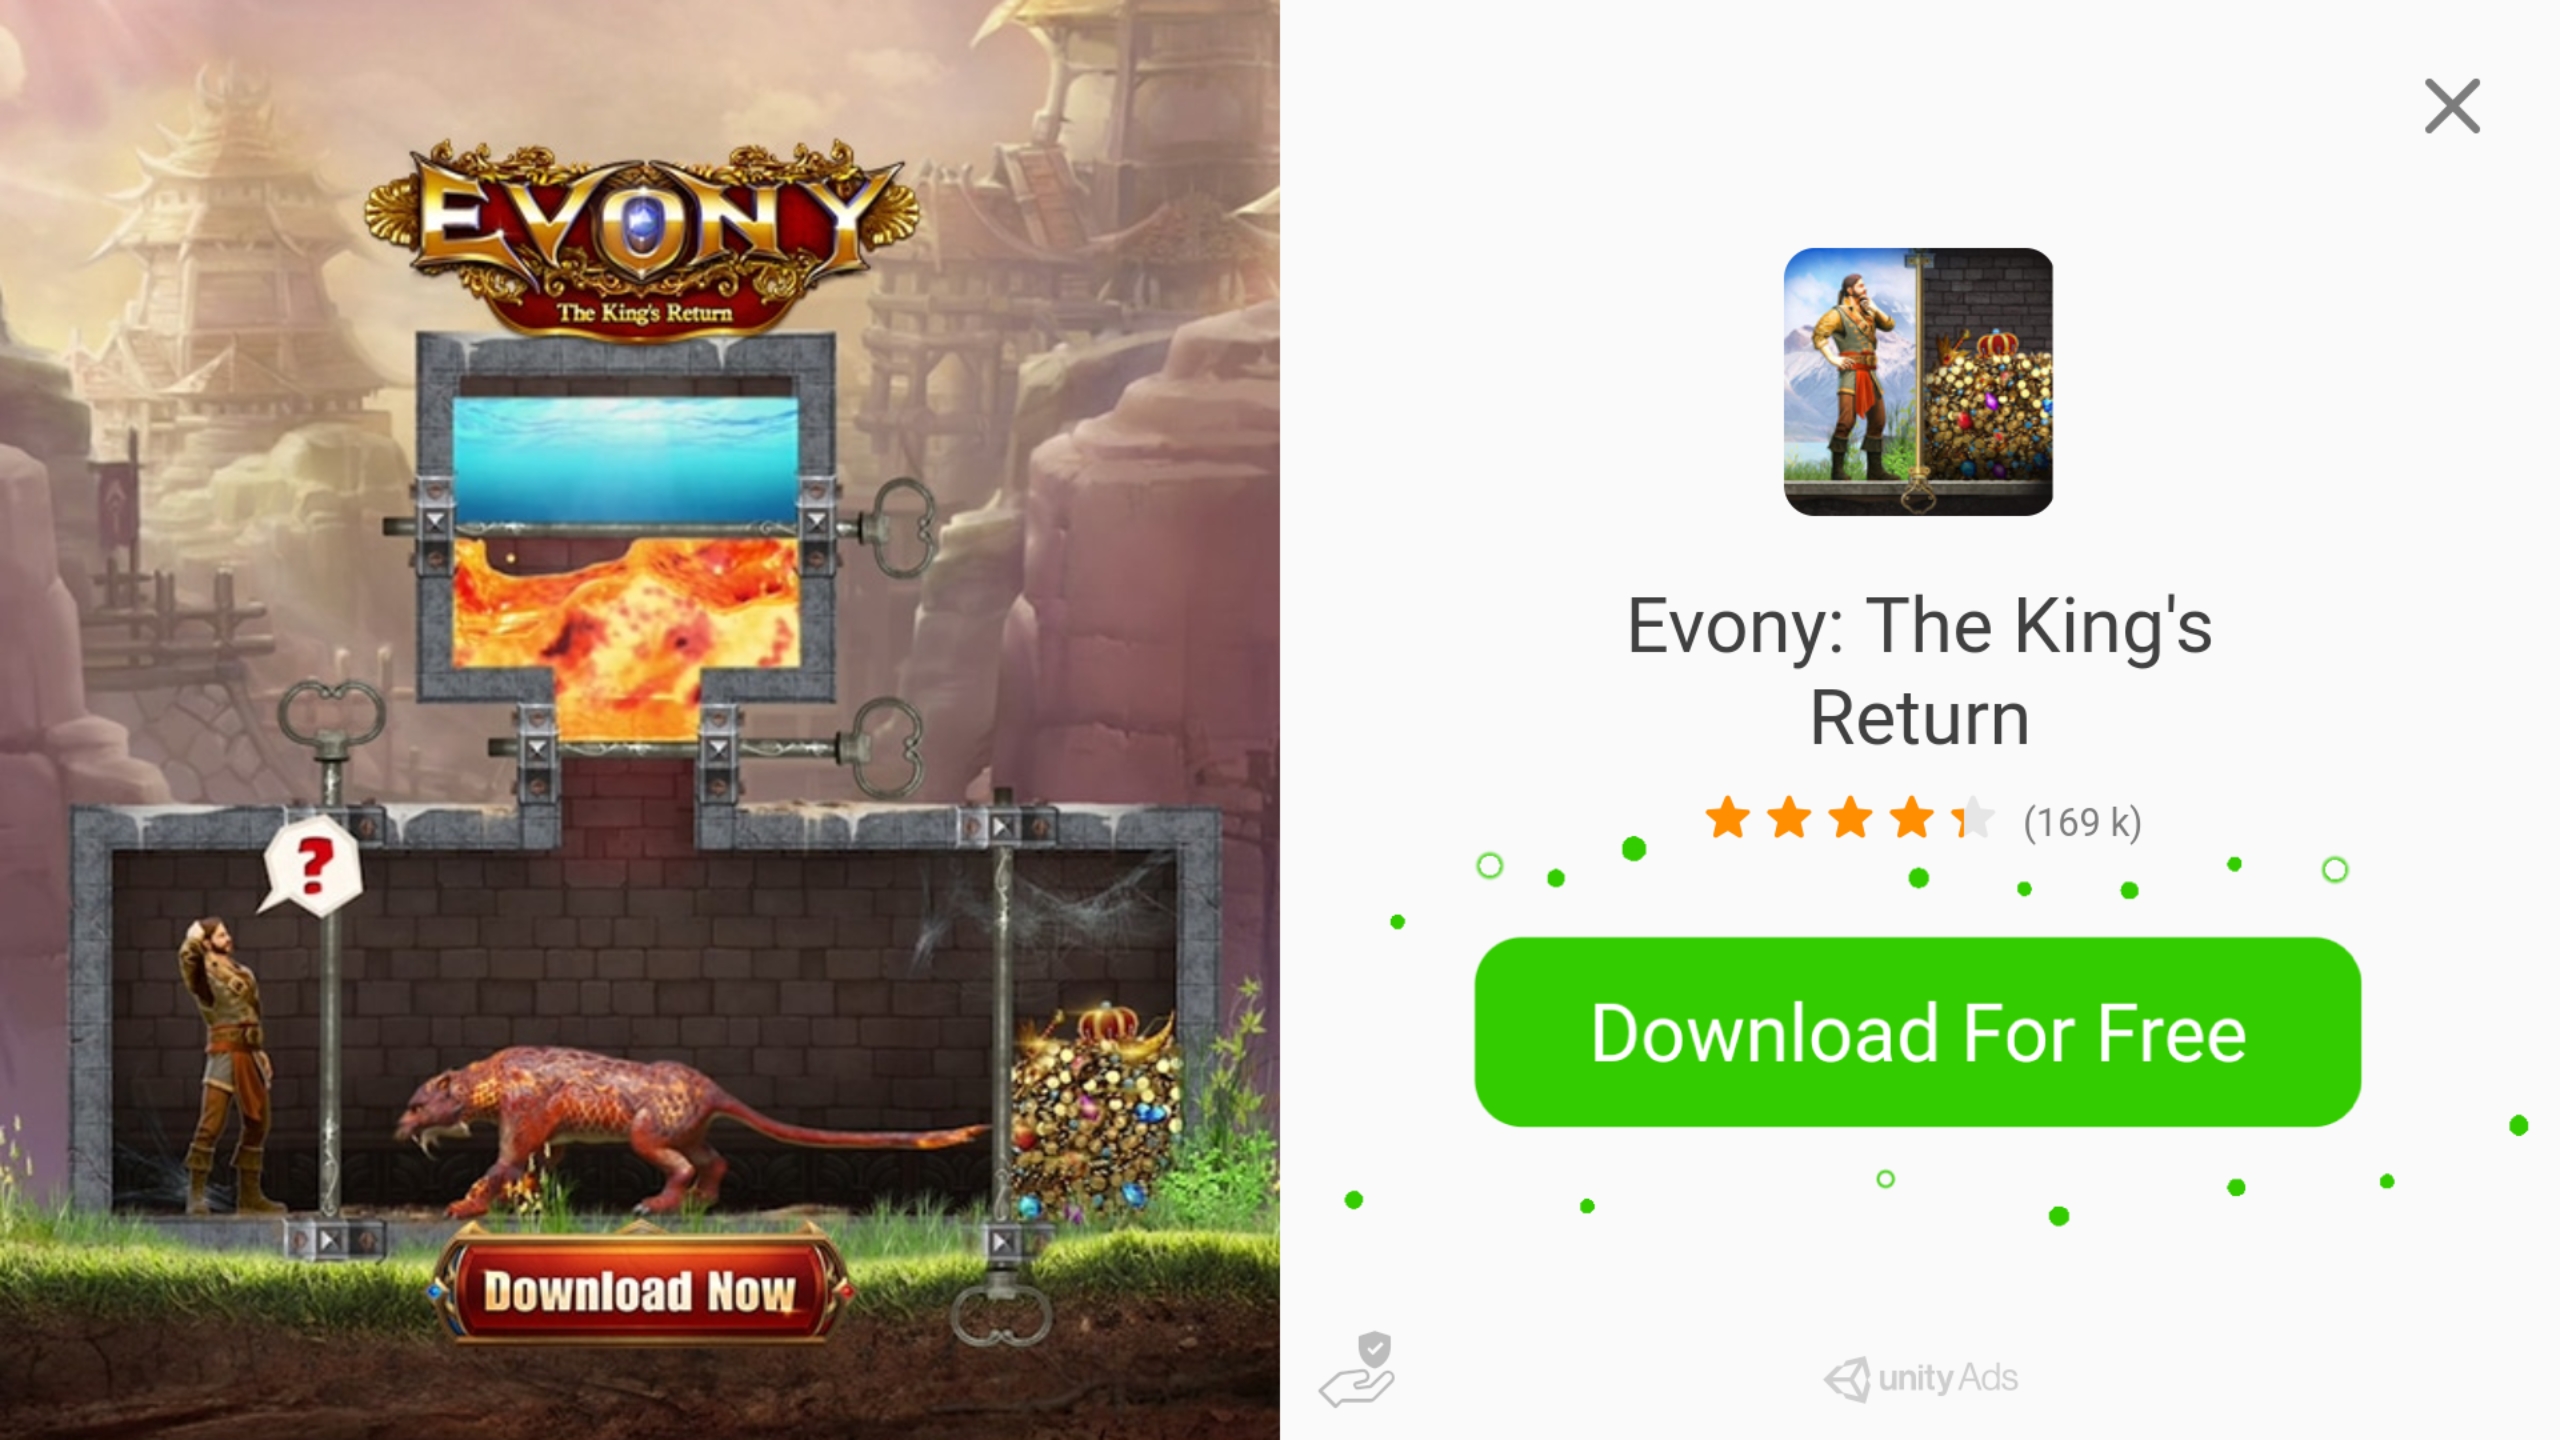 EVONY
The King's Return
?
Download Now
Evony: The King's
Return
(169 k)
Download For Free
unity Ads